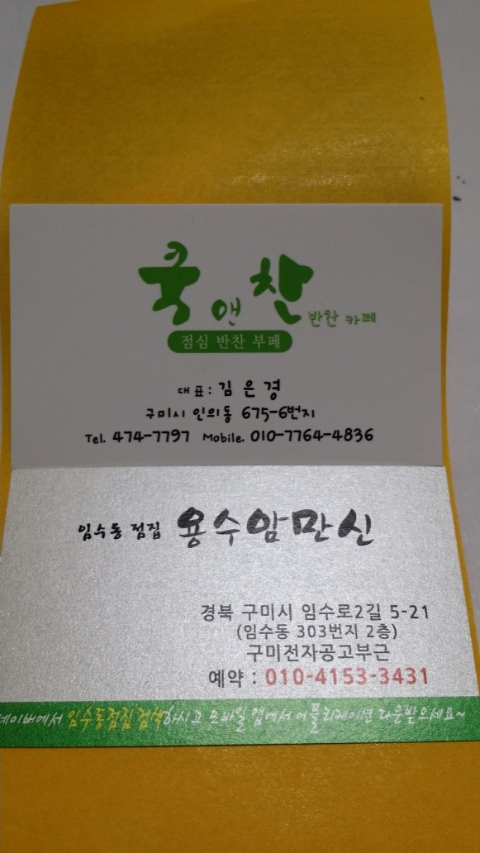 국 앤 찬 반찬 카페
점심 반찬 부페
대표: 김은경
구미시 인의동 675-6번지
Tel. 474-7797 Mobile. 010-7764-4836
임수동 점집 용수암만신
경북 구미시 임수로2길 5-21
(임수동 303번지 2층)
구미전자공고부근
예약 : 010-4153-3431
네이버에서 임수동점집 검색하시고 모바일 앱에서 어플리케이션 다운받으세요~